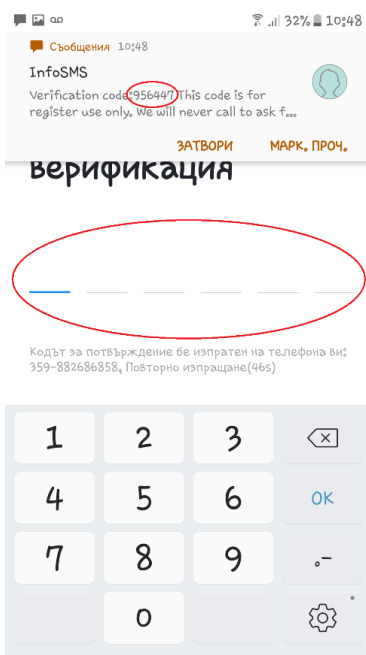 32% 10:48
Съобщения 10:48
InfoSMS
Verification code:956447,This code is for
register use only. We will never call to ask f...
ЗАТВОРИ МАРК. ПРОЧ.
Верификация
Кодът за потвърждение бе изпратен на телефона ви:
359-882686858, Повторно изпращане(46s)
1 2 3
4 5 6 OK
7 8 9 .-
0